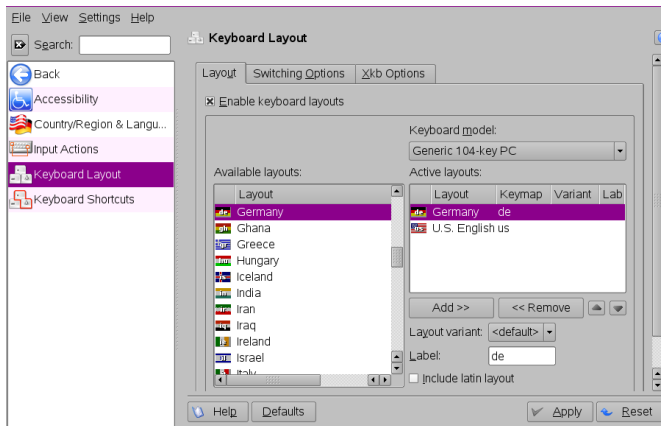 File View Settings Help
Search:
Keyboard Layout
Back
Accessibility
Country/Region & Langu...
Input Actions
Keyboard Layout
Keyboard Shortcuts
Layout Switching Options Xkb Options
Enable keyboard layouts
Keyboard model:
Generic 104-key PC
Available layouts:
Layout
Germany
Ghana
Greece
Hungary
Iceland
India
Iran
Iraq
Ireland
Israel
Italy
Active layouts:
Layout Keymap Variant Lab
Germany de
U.S. English us
Add >> << Remove
Layout variant: <default>
Label: de
Include latin layout
Help Defaults Apply Reset